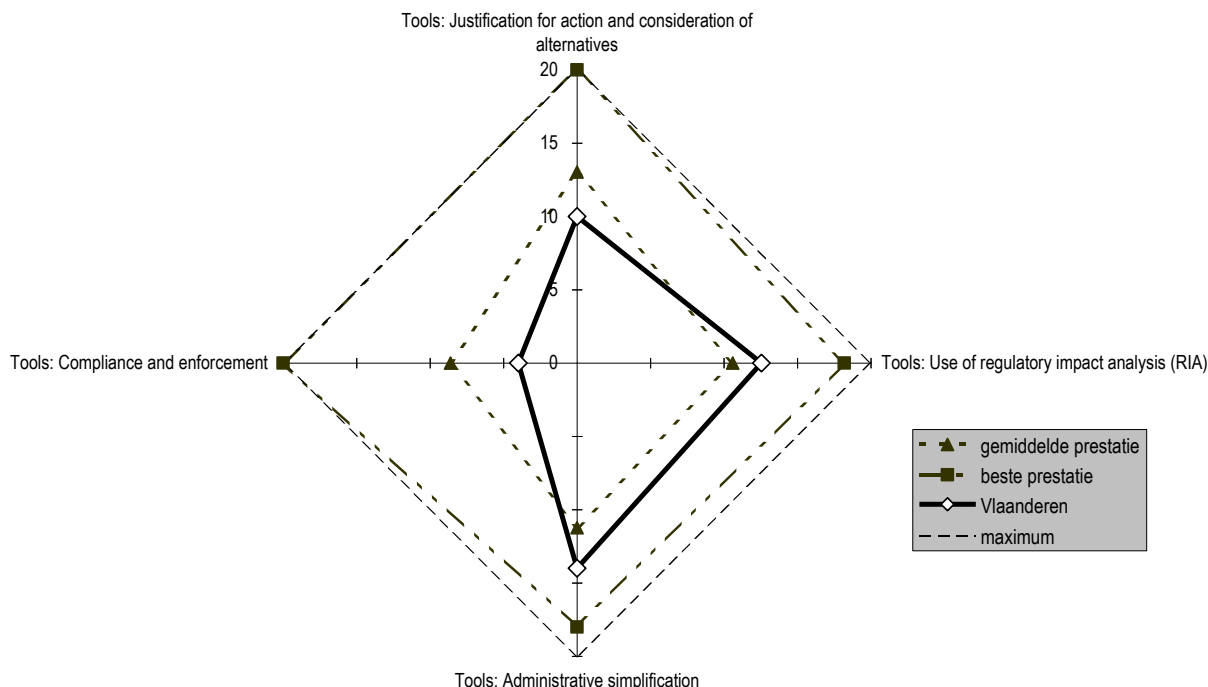 Tools: Justification for action and consideration of
alternatives
20
15
10
5
0
Tools: Compliance and enforcement
Tools: Use of regulatory impact analysis (RIA)
gemiddelde prestatie
beste prestatie
Vlaanderen
maximum
Tools: Administrative simplification